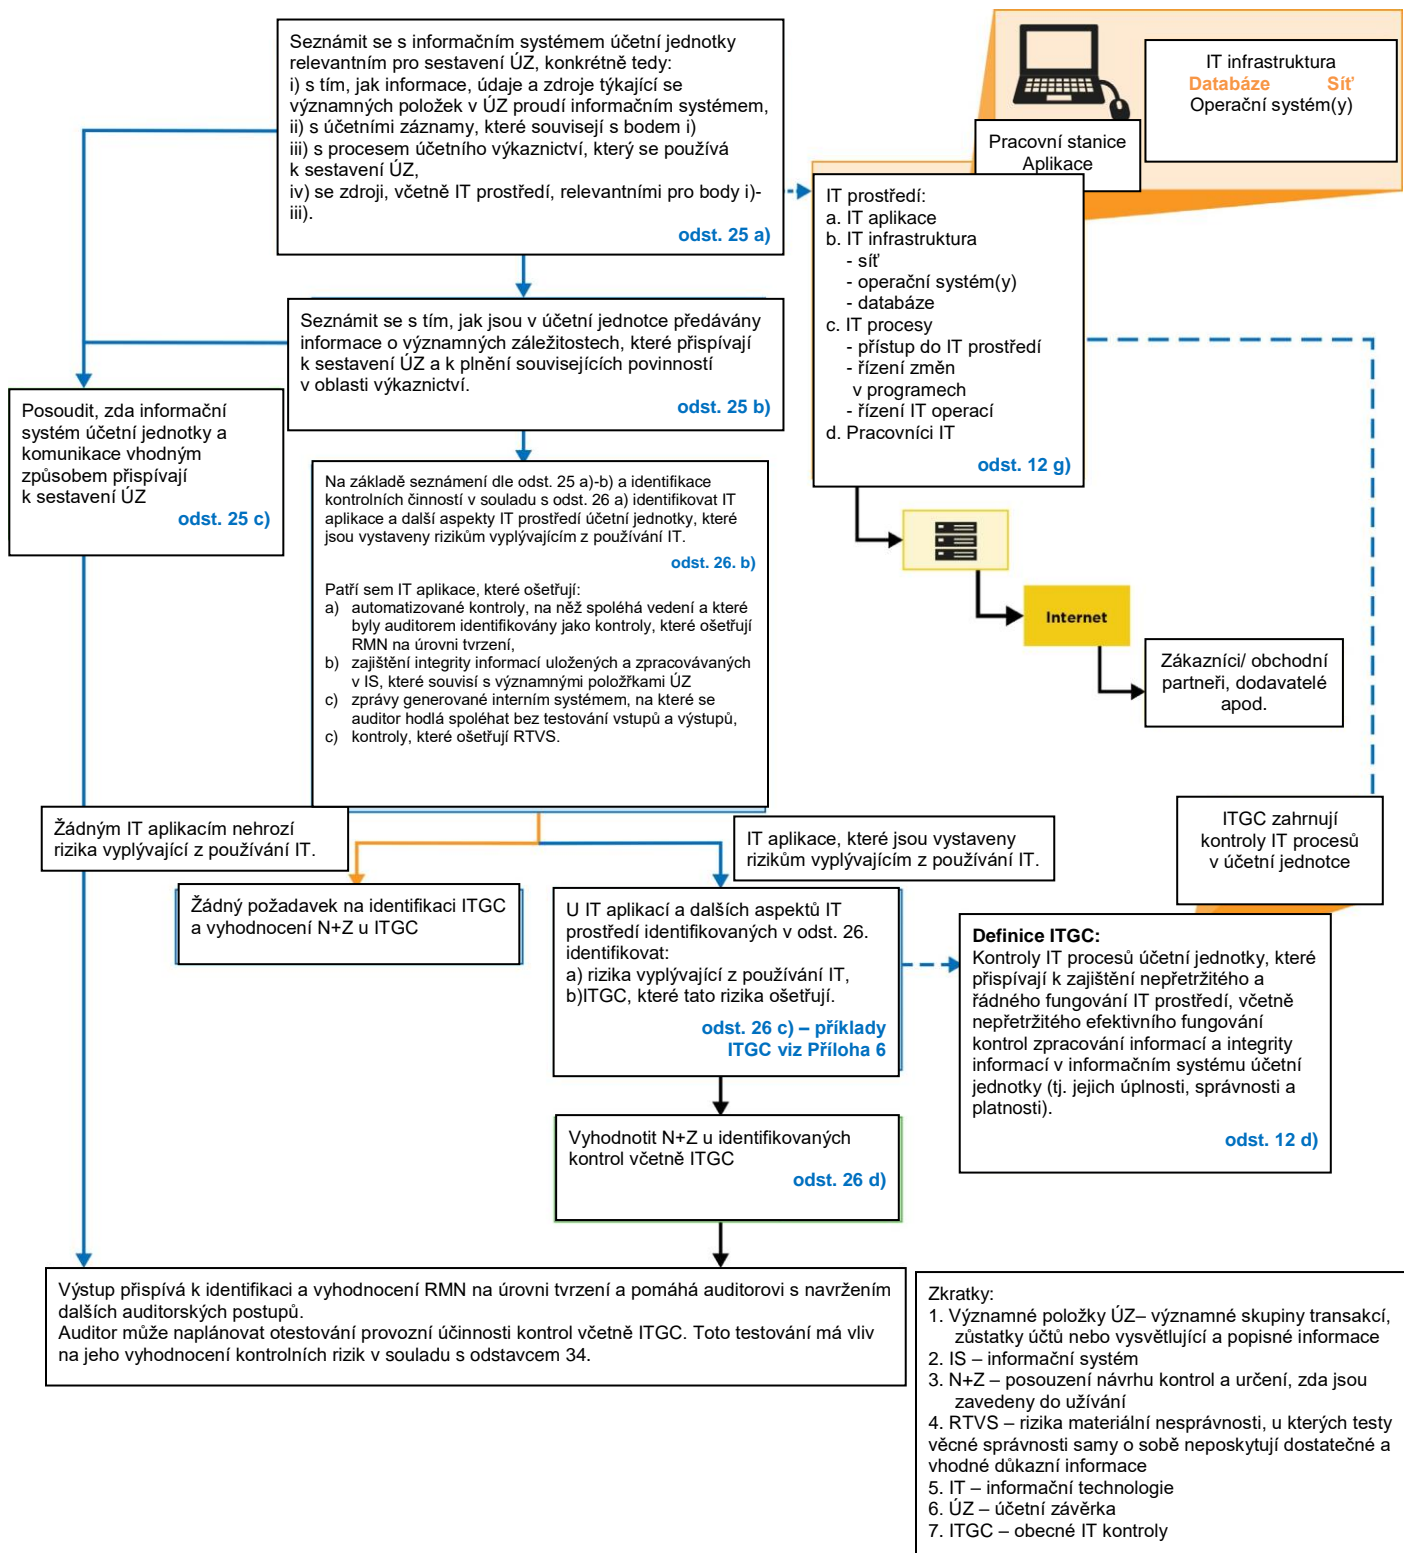 Seznámit se s informačním systémem účetní jednotky
relevantním pro sestavení ÚZ, konkrétně tedy:
i) s tím, jak informace, údaje a zdroje týkající se
významných položek v ÚZ proudí informačním systémem,
ii) s účetními záznamy, které souvisejí s bodem i)
iii) s procesem účetního výkaznictví, který se používá
k sestavení ÚZ,
iv) se zdroji, včetně IT prostředí, relevantními pro body i)-
iii).
odst. 25 a)
IT infrastruktura
Databáze Síť
Operační systém(y)
Pracovní stanice
Aplikace
IT prostředí:
a. IT aplikace
b. IT infrastruktura
- síť
- operační systém(y)
- databáze
c. IT procesy
- přístup do IT prostředí
- řízení změn
v programech
- řízení IT operací
d. Pracovníci IT
odst. 12 g)
Seznámit se s tím, jak jsou v účetní jednotce předávány
informace o významných záležitostech, které přispívají
k sestavení ÚZ a k plnění souvisejících povinností
v oblasti výkaznictví.
odst. 25 b)
Posoudit, zda informační
systém účetní jednotky a
komunikace vhodným
způsobem přispívají
k sestavení ÚZ
odst. 25 c)
Na základě seznámení dle odst. 25 a)-b) a identifikace
kontrolních činností v souladu s odst. 26 a) identifikovat IT
aplikace a další aspekty IT prostředí účetní jednotky, které
jsou vystaveny rizikům vyplývajícím z používání IT.
odst. 26. b)
Patří sem IT aplikace, které ošetřují:
a) automatizované kontroly, na něž spoléhá vedení a které
byly auditorem identifikovány jako kontroly, které ošetřují
RMN na úrovni tvrzení,
b) zajištění integrity informací uložených a zpracovávaných
v IS, které souvisí s významnými položřkami ÚZ
c) zprávy generované interním systémem, na které se
auditor hodlá spoléhat bez testování vstupů a výstupů,
c) kontroly, které ošetřují RTVS.
Internet
Zákazníci/ obchodní
partneři, dodavatelé
apod.
Žádným IT aplikacím nehrozí
rizika vyplývající z používání IT.
IT aplikace, které jsou vystaveny
rizikům vyplývajícím z používání IT.
ITGC zahrnují
kontroly IT procesů
v účetní jednotce
Žádný požadavek na identifikaci ITGC
a vyhodnocení N+Z u ITGC
U IT aplikací a dalších aspektů IT
prostředí identifikovaných v odst. 26.
identifikovat:
a) rizika vyplývající z používání IT,
b)ITGC, které tato rizika ošetřují.
odst. 26 c) – příklady
ITGC viz Příloha 6
Definice ITGC:
Kontroly IT procesů účetní jednotky, které
přispívají k zajištění nepřetržitého a
řádného fungování IT prostředí, včetně
nepřetržitého efektivního fungování
kontrol zpracování informací a integrity
informací v informačním systému účetní
jednotky (tj. jejich úplnosti, správnosti a
platnosti).
odst. 12 d)
Vyhodnotit N+Z u identifikovaných
kontrol včetně ITGC
odst. 26 d)
Výstup přispívá k identifikaci a vyhodnocení RMN na úrovni tvrzení a pomáhá auditorovi s navržením
dalších auditorských postupů.
Auditor může naplánovat otestování provozní účinnosti kontrol včetně ITGC. Toto testování má vliv
na jeho vyhodnocení kontrolních rizik v souladu s odstavcem 34.
Zkratky:
1. Významné položky ÚZ– významné skupiny transakcí,
zůstatky účtů nebo vysvětlující a popisné informace
2. IS – informační systém
3. N+Z – posouzení návrhu kontrol a určení, zda jsou
zavedeny do užívání
4. RTVS – rizika materiální nesprávnosti, u kterých testy
věcné správnosti samy o sobě neposkytují dostatečné a
vhodné důkazní informace
5. IT – informační technologie
6. ÚZ – účetní závěrka
7. ITGC – obecné IT kontroly